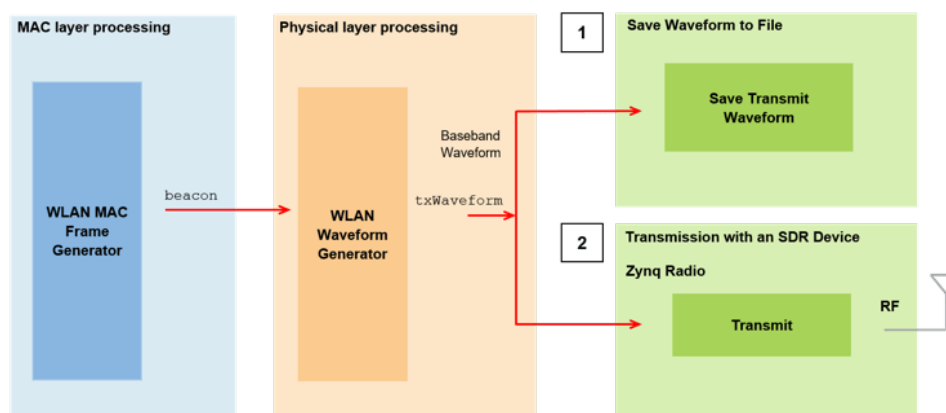 MAC layer processing
WLAN MAC
Frame
Generator
beacon
Physical layer processing
WLAN
Waveform
Generator
Baseband
Waveform
txWaveform
1
Save Waveform to File
Save Transmit
Waveform
2
Transmission with an SDR Device
Zynq Radio
Transmit
RF